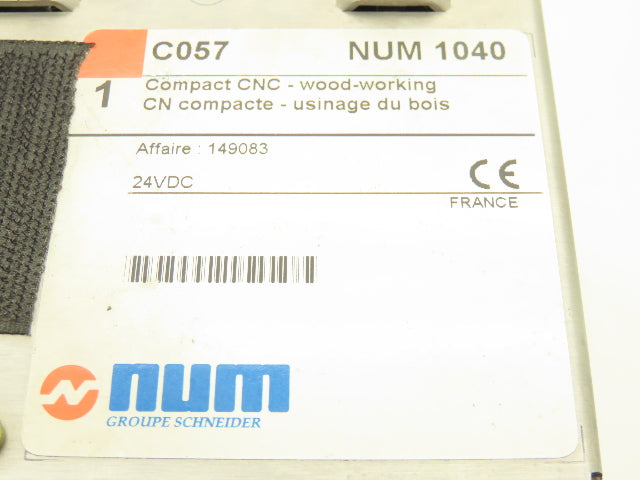 C057 NUM 1040
1 Compact CNC - wood-working
CN compacte - usinage du bois
Affaire : 149083
24VDC CE
FRANCE
num
GROUPE SCHNEIDER